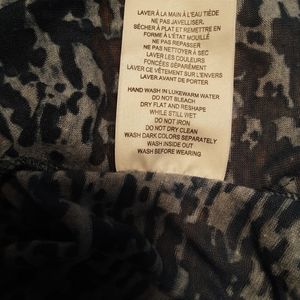 LAVER À LA MAIN À L'EAU TIÈDE
NE PAS JAVELLISER.
SÉCHER À PLAT ET REMETTRE EN
FORME À L'ÉTAT MOUILLÉ
NE PAS REPASSER
NE PAS NETTOYER À SEC
LAVER LES COULEURS
FONCÉES SÉPARÉMENT
LAVER CE VÊTEMENT SUR L'ENVERS
LAVER AVANT DE PORTER
HAND WASH IN LUKEWARM WATER
DO NOT BLEACH
DRY FLAT AND RESHAPE
WHILE STILL WET
DO NOT IRON
DO NOT DRY CLEAN
WASH DARK COLORS SEPARATELY
WASH INSIDE OUT
WASH BEFORE WEARING